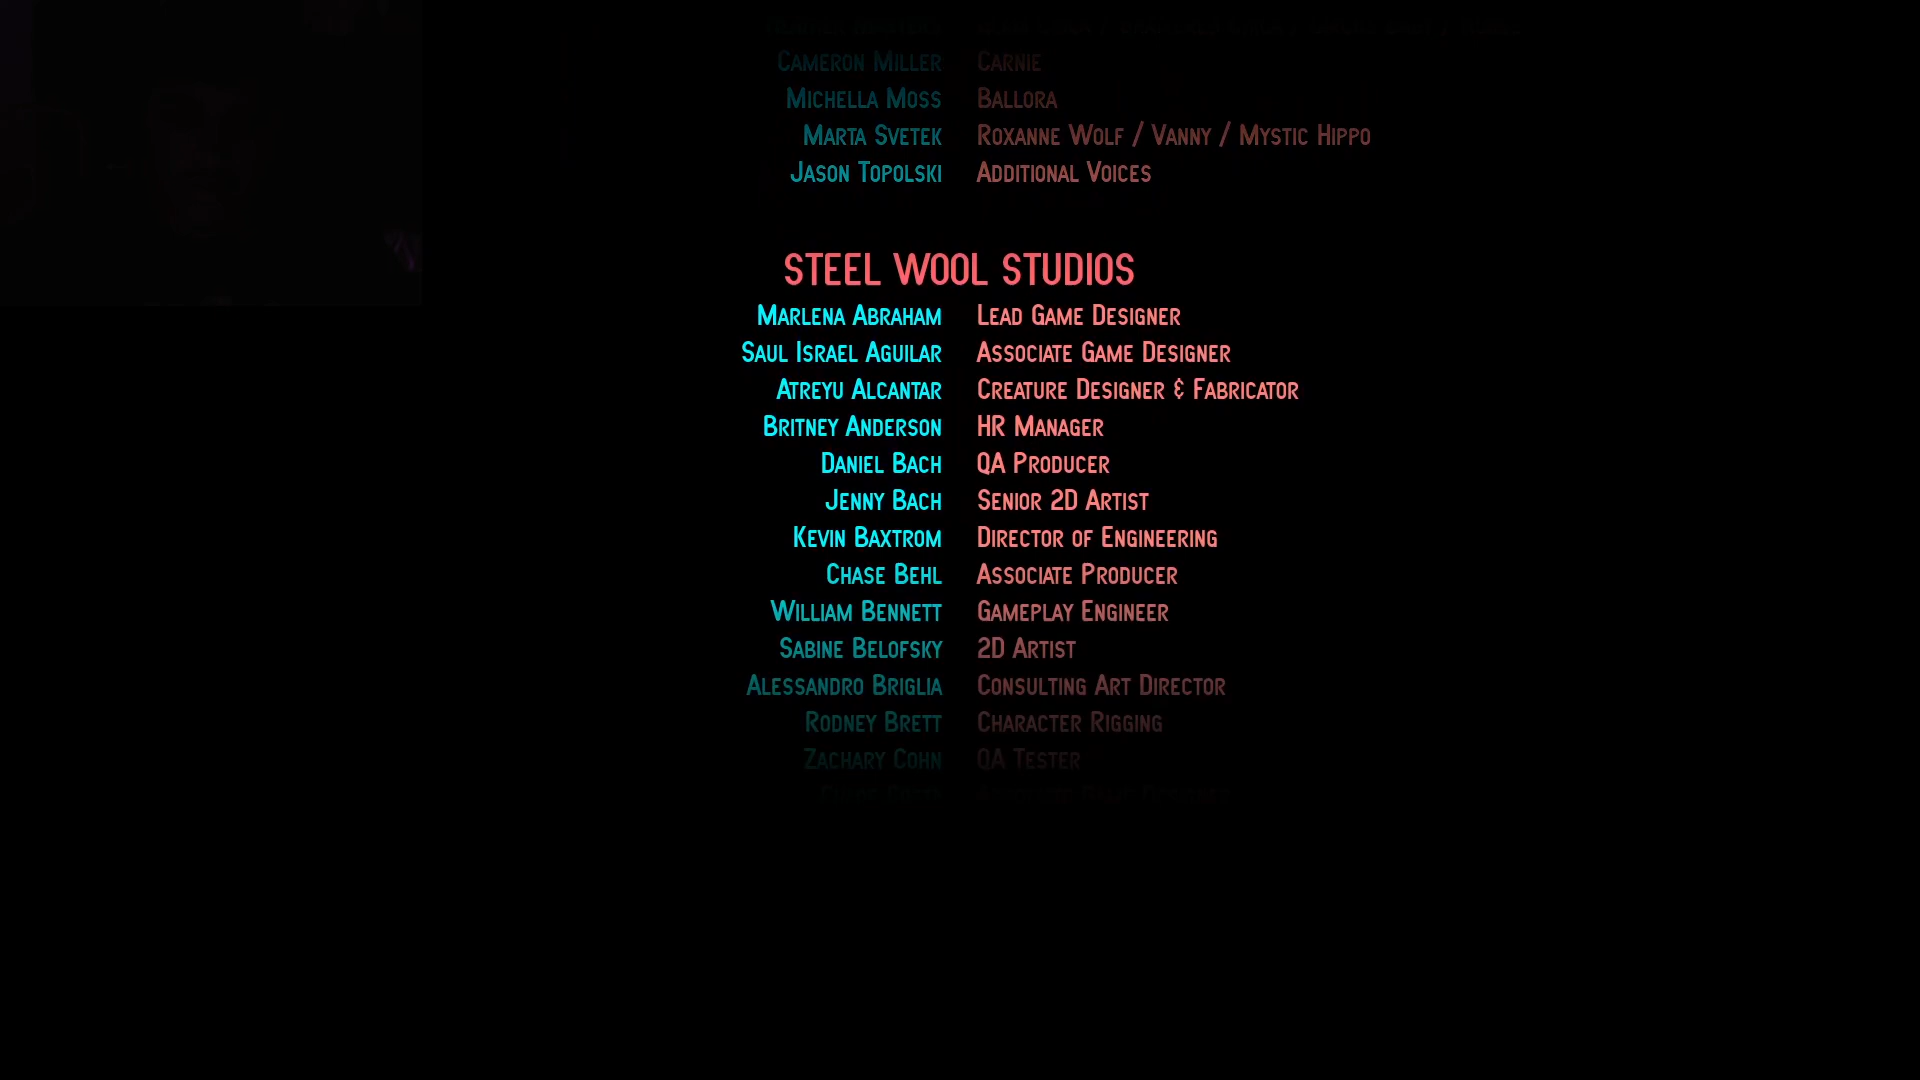 Cameron Miller Carnie
Michella Moss Ballora
Marta Svetek Roxanne Wolf / Vanny / Mystic Hippo
Jason Topolski Additional Voices
STEEL WOOL STUDIOS
Marlena Abraham Lead Game Designer
Saul Israel Aguilar Associate Game Designer
Atreyu Alcantar Creature Designer & Fabricator
Britney Anderson HR Manager
Daniel Bach QA Producer
Jenny Bach Senior 2D Artist
Kevin Baxtrom Director of Engineering
Chase Behl Associate Producer
William Bennett Gameplay Engineer
Sabine Belofsky 2D Artist
Alessandro Briglia Consulting Art Director
Rodney Brett Character Rigging
Zachary Cohn QA Tester